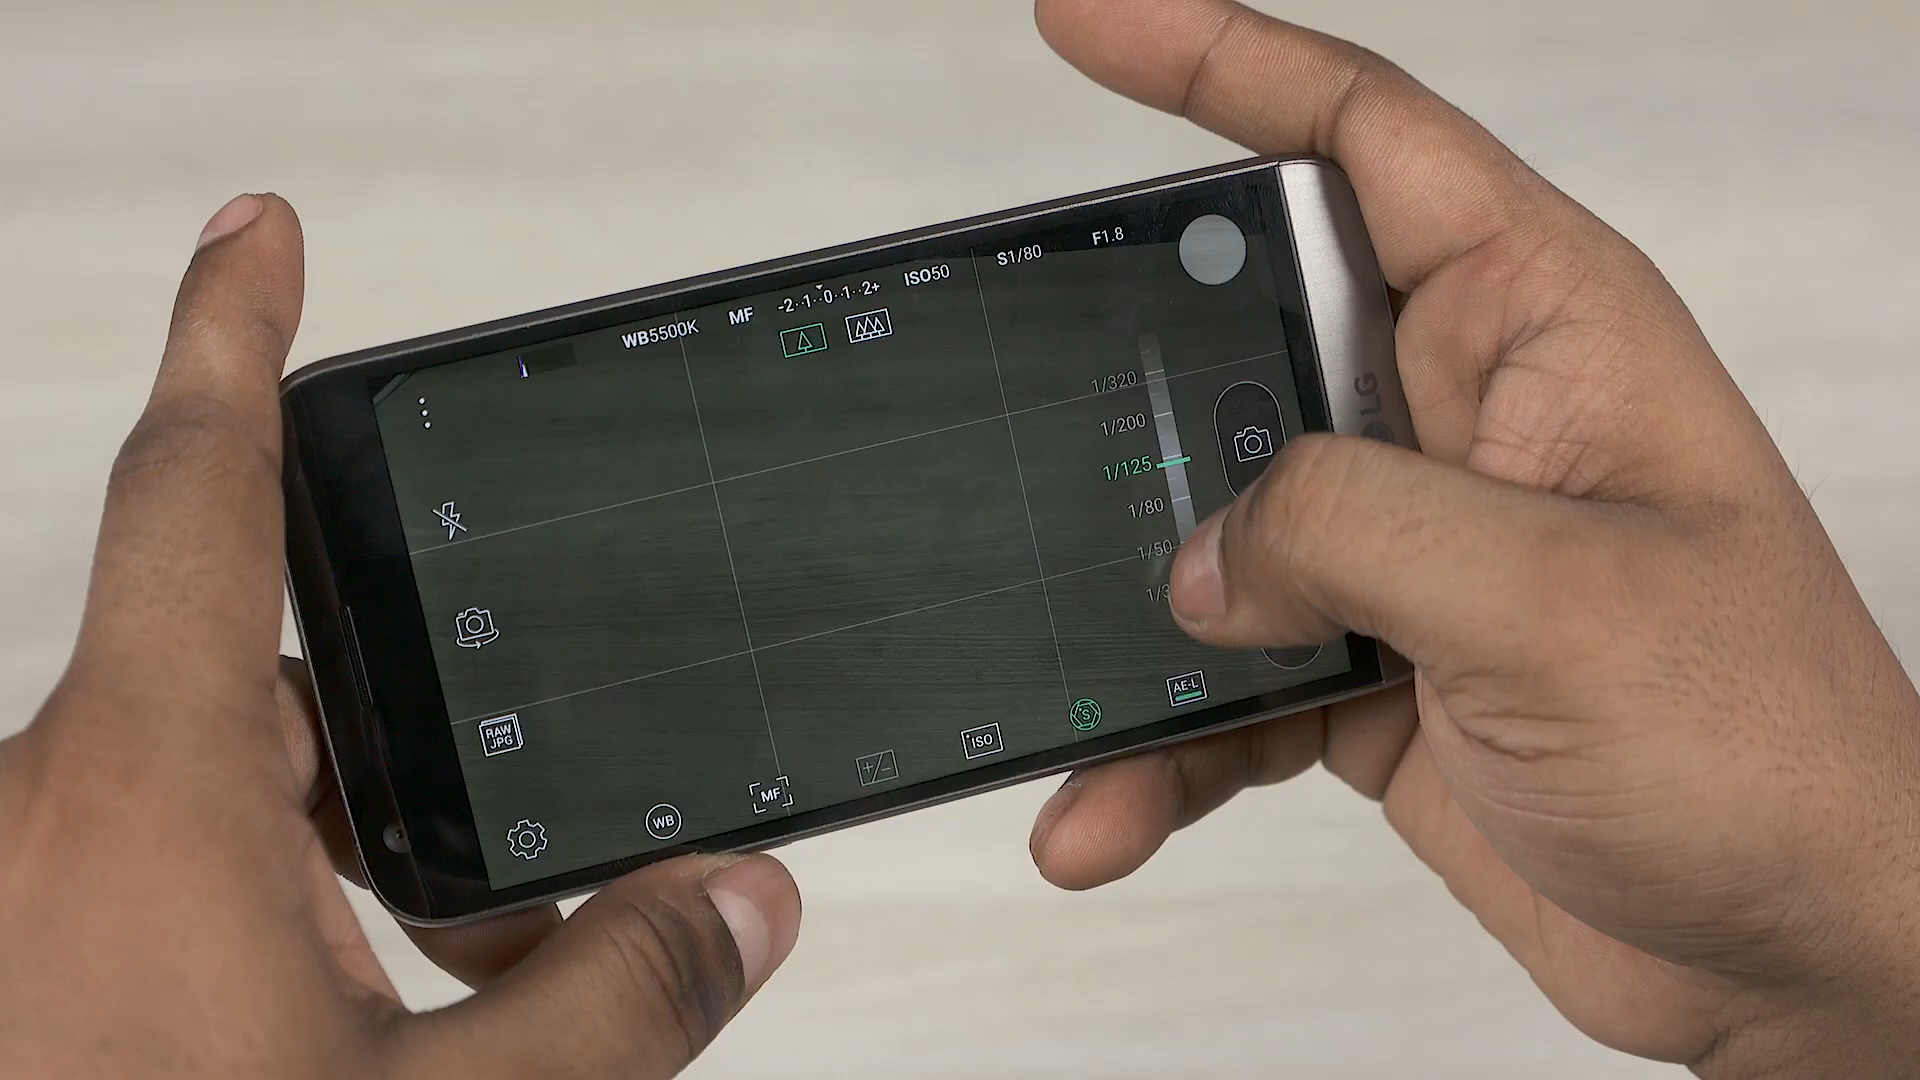 WB5500K
MF
-2··1··0··1··2+
ISO50
S1/80
F1.8
1/320
1/200
1/125
1/80
1/50
RAW
JPG
WB
MF
+/-
ISO
S
AE-L
LG